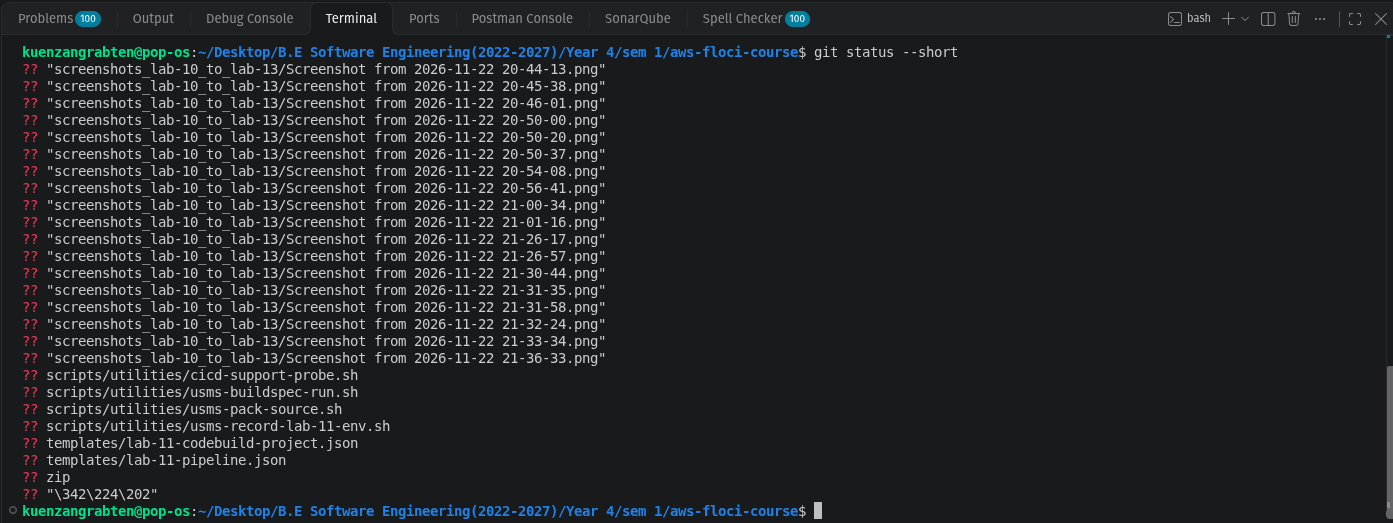 Problems 100 Output Debug Console Terminal Ports Postman Console SonarQube Spell Checker 100 bash
kuenzangrabten@pop-os:~/Desktop/B.E Software Engineering(2022-2027)/Year 4/sem 1/aws-floci-course$ git status --short
?? "screenshots_lab-10_to_lab-13/Screenshot from 2026-11-22 20-44-13.png"
?? "screenshots_lab-10_to_lab-13/Screenshot from 2026-11-22 20-45-38.png"
?? "screenshots_lab-10_to_lab-13/Screenshot from 2026-11-22 20-46-01.png"
?? "screenshots_lab-10_to_lab-13/Screenshot from 2026-11-22 20-50-00.png"
?? "screenshots_lab-10_to_lab-13/Screenshot from 2026-11-22 20-50-20.png"
?? "screenshots_lab-10_to_lab-13/Screenshot from 2026-11-22 20-50-37.png"
?? "screenshots_lab-10_to_lab-13/Screenshot from 2026-11-22 20-54-08.png"
?? "screenshots_lab-10_to_lab-13/Screenshot from 2026-11-22 20-56-41.png"
?? "screenshots_lab-10_to_lab-13/Screenshot from 2026-11-22 21-00-34.png"
?? "screenshots_lab-10_to_lab-13/Screenshot from 2026-11-22 21-01-16.png"
?? "screenshots_lab-10_to_lab-13/Screenshot from 2026-11-22 21-26-17.png"
?? "screenshots_lab-10_to_lab-13/Screenshot from 2026-11-22 21-26-57.png"
?? "screenshots_lab-10_to_lab-13/Screenshot from 2026-11-22 21-30-44.png"
?? "screenshots_lab-10_to_lab-13/Screenshot from 2026-11-22 21-31-35.png"
?? "screenshots_lab-10_to_lab-13/Screenshot from 2026-11-22 21-31-58.png"
?? "screenshots_lab-10_to_lab-13/Screenshot from 2026-11-22 21-32-24.png"
?? "screenshots_lab-10_to_lab-13/Screenshot from 2026-11-22 21-33-34.png"
?? "screenshots_lab-10_to_lab-13/Screenshot from 2026-11-22 21-36-33.png"
?? scripts/utilities/cicd-support-probe.sh
?? scripts/utilities/usms-buildspec-run.sh
?? scripts/utilities/usms-pack-source.sh
?? scripts/utilities/usms-record-lab-11-env.sh
?? templates/lab-11-codebuild-project.json
?? templates/lab-11-pipeline.json
?? zip
?? "\342\224\202"
kuenzangrabten@pop-os:~/Desktop/B.E Software Engineering(2022-2027)/Year 4/sem 1/aws-floci-course$